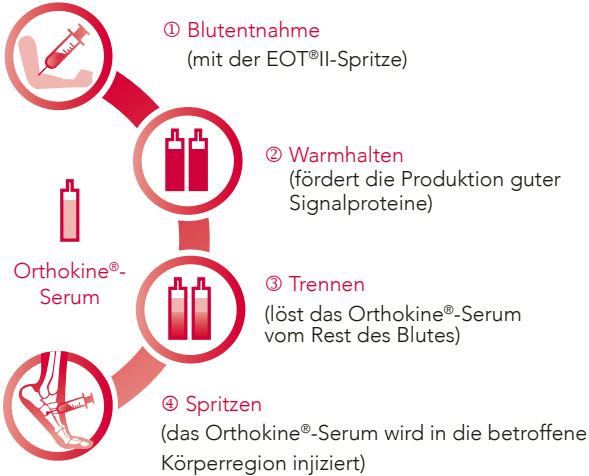 ① Blutentnahme
(mit der EOT®II-Spritze)
② Warmhalten
(fördert die Produktion guter
Signalproteine)
Orthokine®-
Serum
③ Trennen
(löst das Orthokine®-Serum
vom Rest des Blutes)
④ Spritzen
(das Orthokine®-Serum wird in die betroffene
Körperregion injiziert)